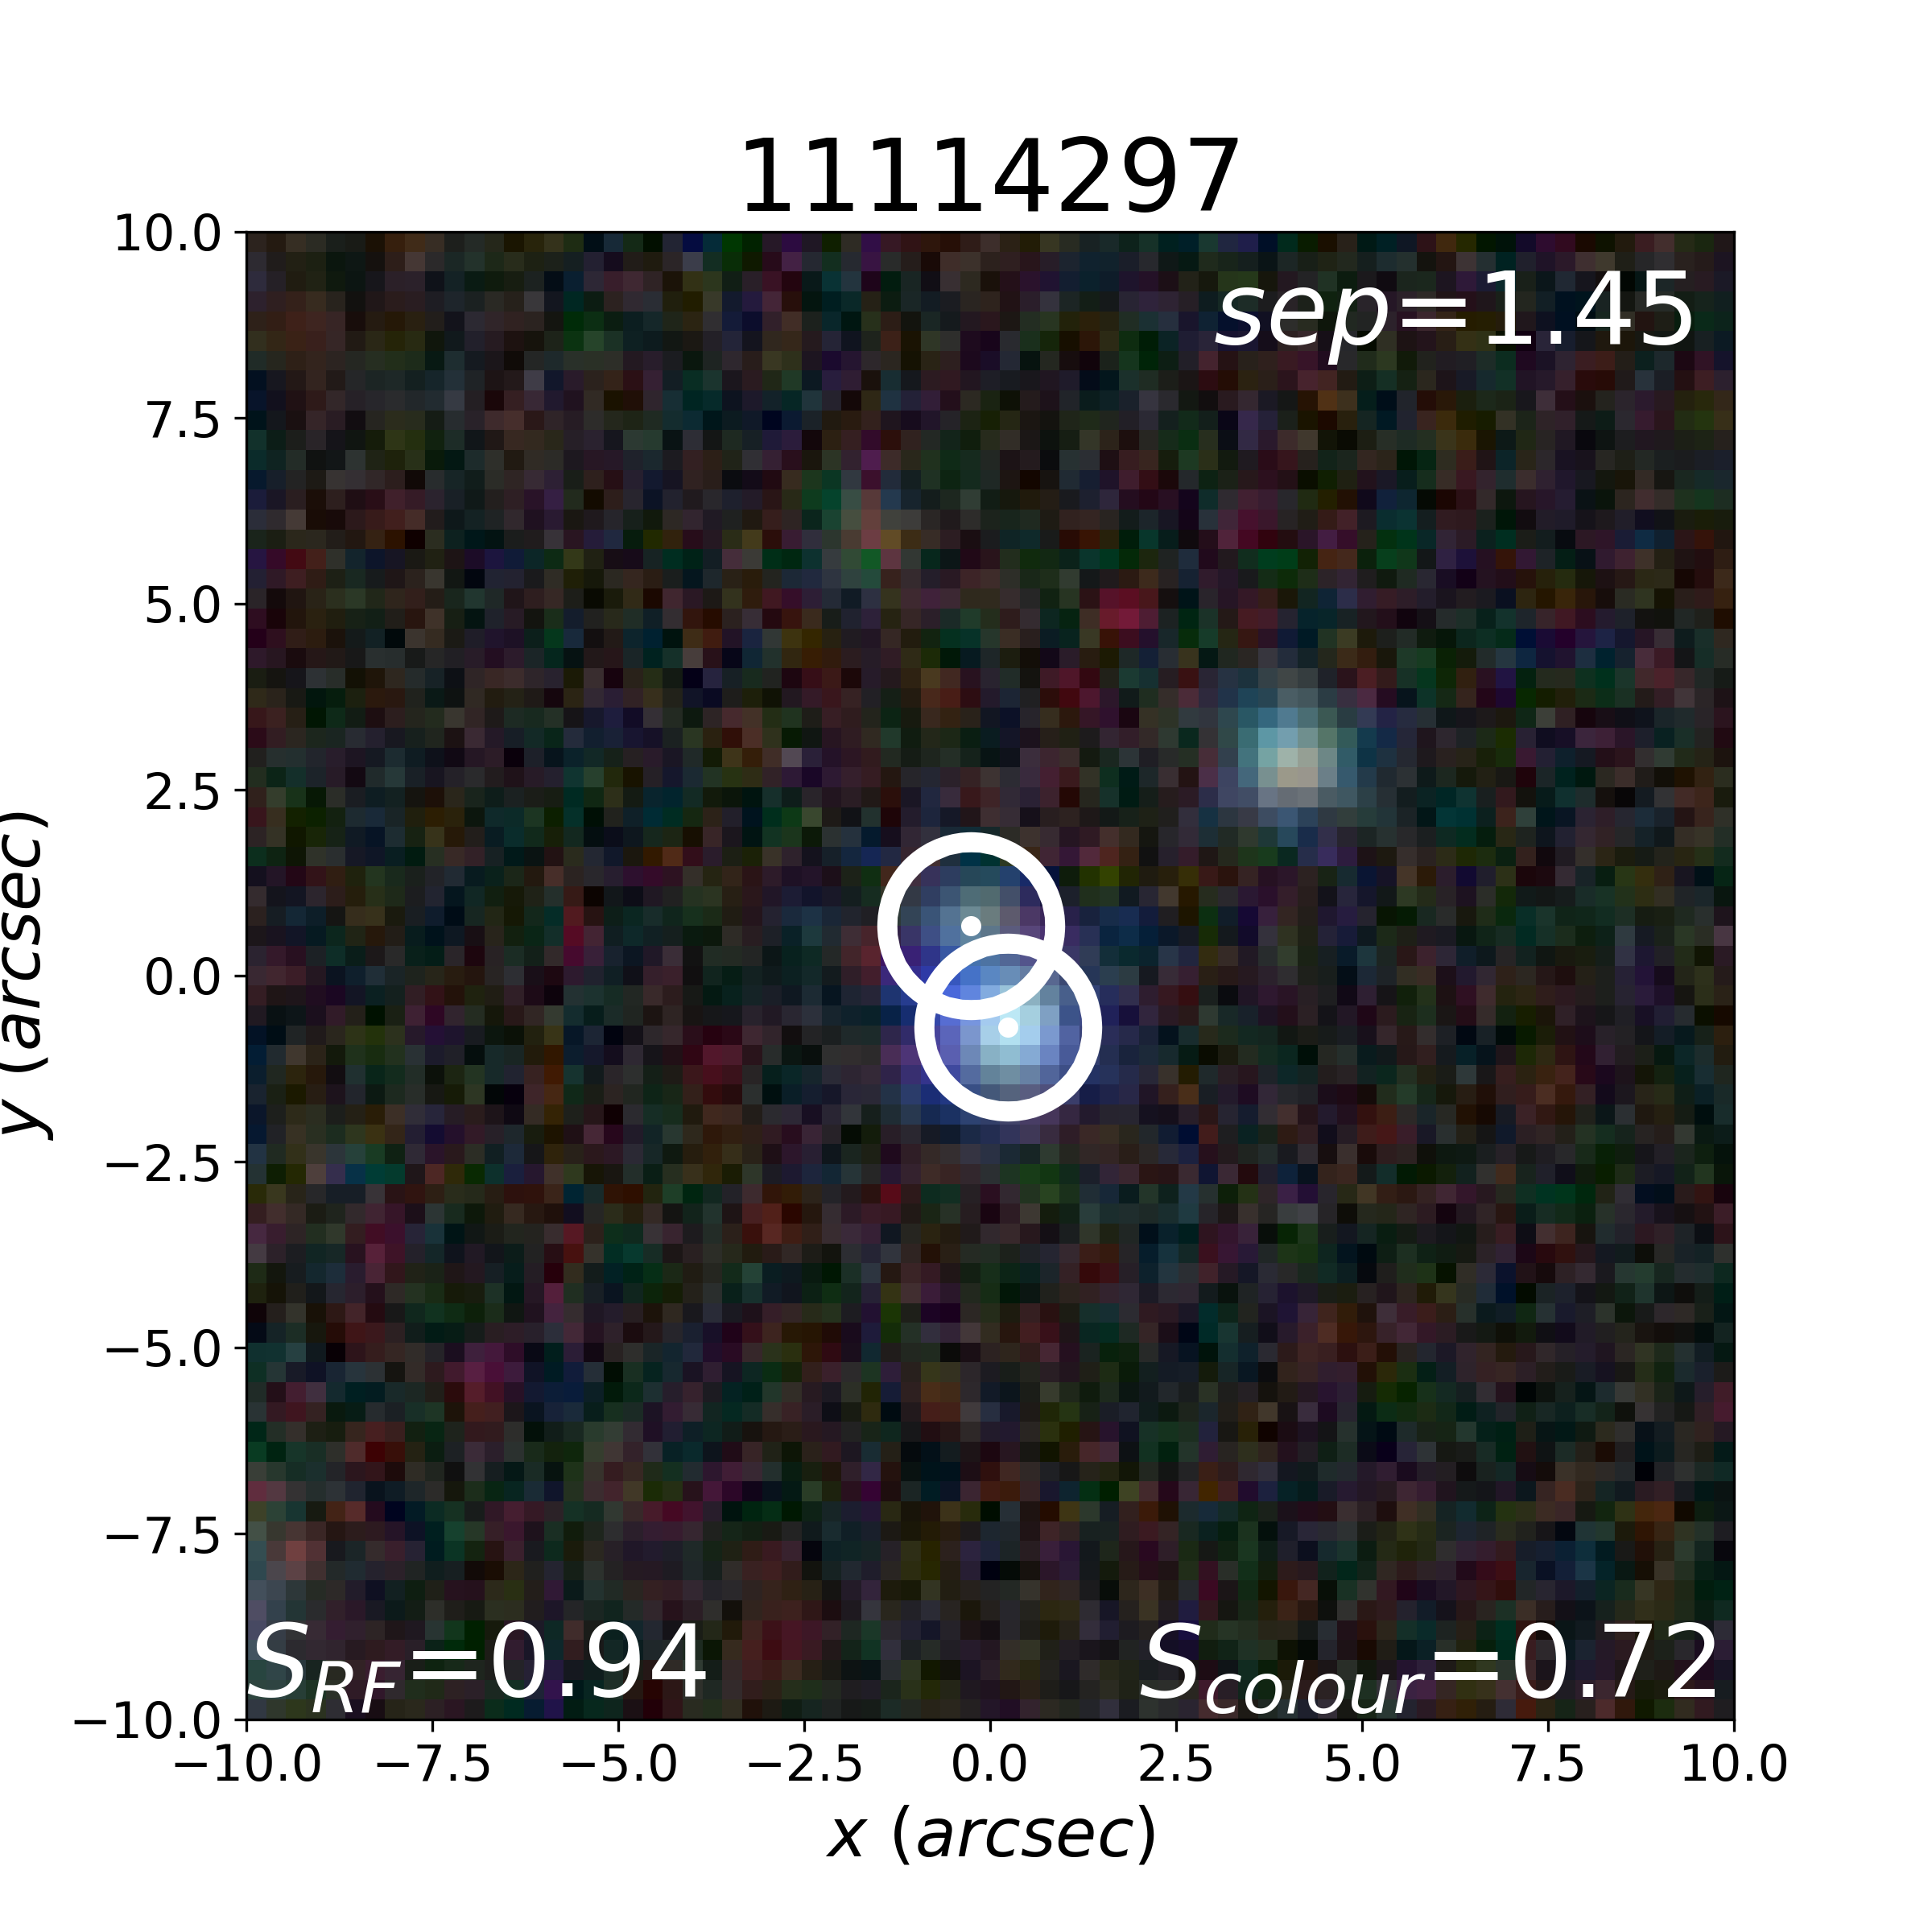 11114297
sep=1.45
10.0
7.5
5.0
2.5
0.0
−2.5
−5.0
−7.5
−10.0
y (arcsec)
S_RF=0.94
S_colour=0.72
−10.0 −7.5 −5.0 −2.5 0.0 2.5 5.0 7.5 10.0
x (arcsec)